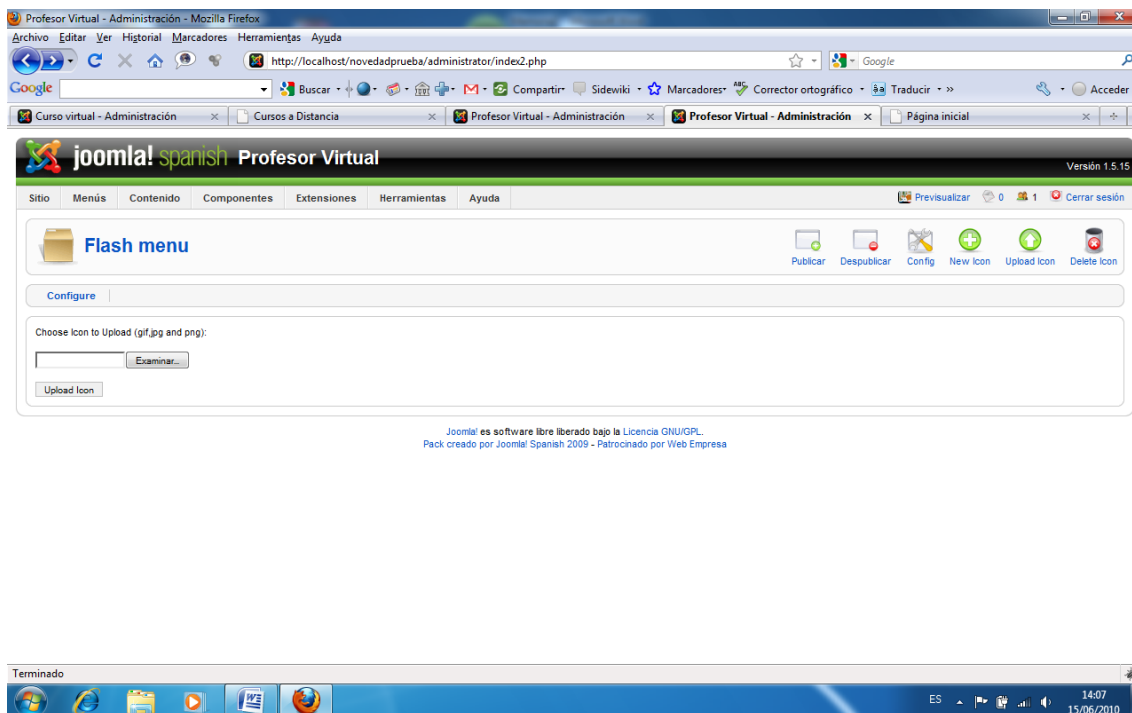 Profesor Virtual - Administración - Mozilla Firefox
Archivo Editar Ver Historial Marcadores Herramientas Ayuda
http://localhost/novedadprueba/administrator/index2.php Google
Google Buscar Compartir Sidewiki Marcadores ABC Corrector ortográfico Traducir » Acceder
Curso virtual - Administración Cursos a Distancia Profesor Virtual - Administración Profesor Virtual - Administración Página inicial
joomla! spanish Profesor Virtual
Versión 1.5.15
Sitio Menús Contenido Componentes Extensiones Herramientas Ayuda Previsualizar 0 1 Cerrar sesión
Flash menu
Publicar Despublicar Config New Icon Upload Icon Delete Icon
Configure
Choose Icon to Upload (gif,jpg and png):
Examinar...
Upload Icon
Joomla! es software libre liberado bajo la Licencia GNU/GPL.
Pack creado por Joomla! Spanish 2009 - Patrocinado por Web Empresa
Terminado
ES 14:07
15/06/2010